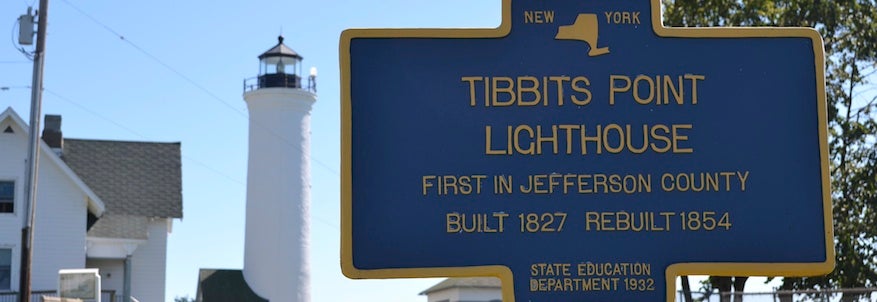 NEW YORK
TIBBITS POINT
LIGHTHOUSE
FIRST IN JEFFERSON COUNTY
BUILT 1827 REBUILT 1854
STATE EDUCATION
DEPARTMENT 1932